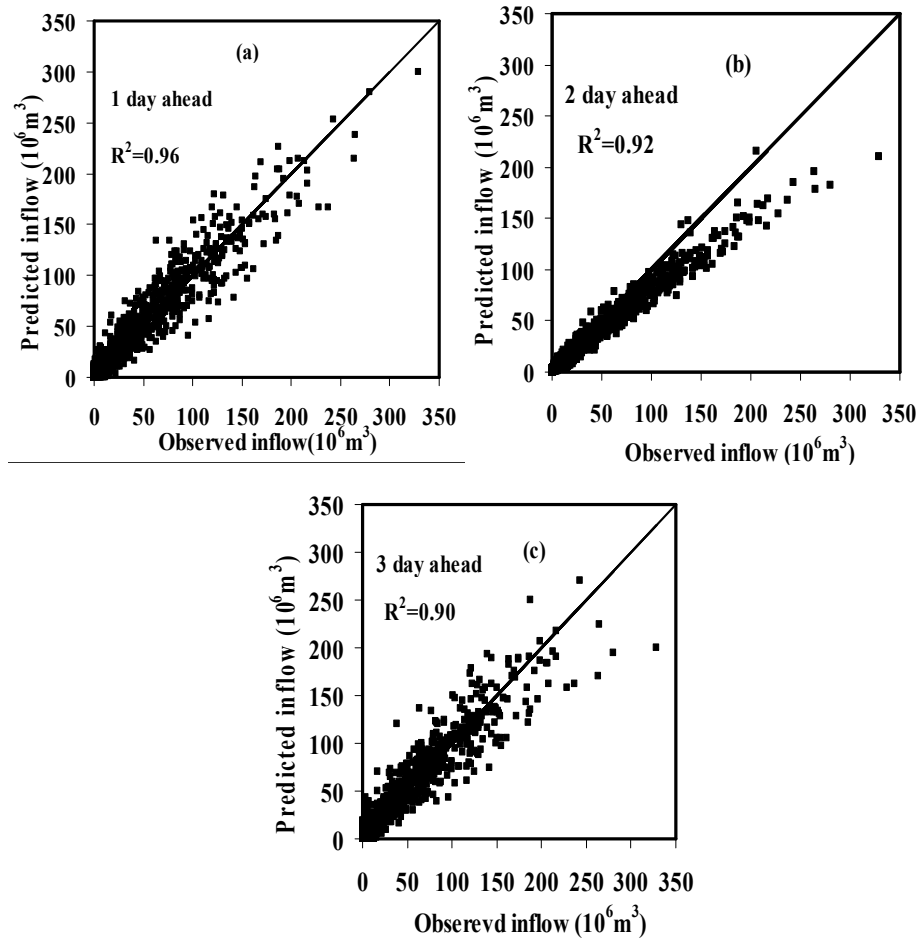 (a)
1 day ahead
R²=0.96
Predicted inflow (10⁶m³)
350
300
250
200
150
100
50
0
0 50 100 150 200 250 300 350
Observed inflow(10⁶m³)
(b)
2 day ahead
R²=0.92
Predicted inflow (10⁶m³)
350
300
250
200
150
100
50
0
0 50 100 150 200 250 300 350
Observed inflow (10⁶m³)
(c)
3 day ahead
R²=0.90
Predicted inflow (10⁶m³)
350
300
250
200
150
100
50
0
0 50 100 150 200 250 300 350
Obserevd inflow (10⁶m³)